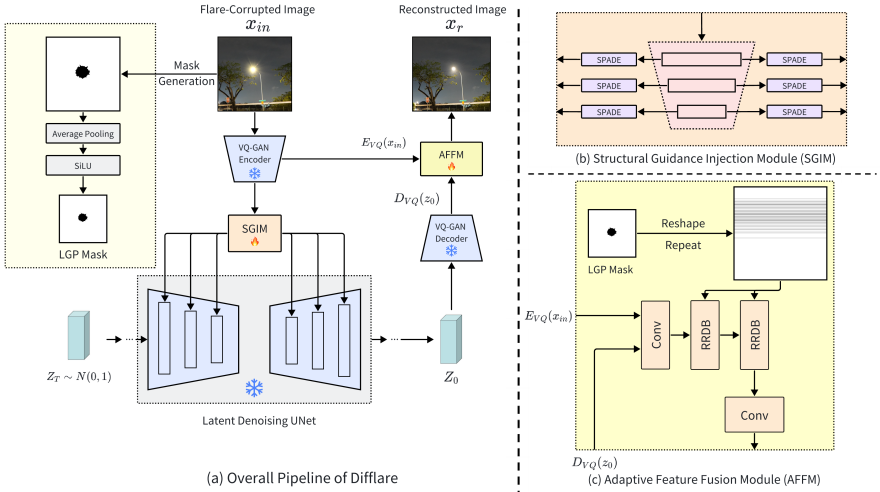 Flare-Corrupted Image
x_in
Reconstructed Image
x_r
Mask
Generation
Average Pooling
SiLU
LGP Mask
VQ-GAN
Encoder
E_VQ(x_in)
AFFM
D_VQ(z_0)
SGIM
VQ-GAN
Decoder
Z_T ∼ N(0,1)
...
...
Z_0
Latent Denoising UNet
(a) Overall Pipeline of Difflare
SPADE
SPADE
SPADE
SPADE
SPADE
SPADE
(b) Structural Guidance Injection Module (SGIM)
Reshape
Repeat
LGP Mask
E_VQ(x_in)
Conv
RRDB
RRDB
Conv
D_VQ(z_0)
(c) Adaptive Feature Fusion Module (AFFM)